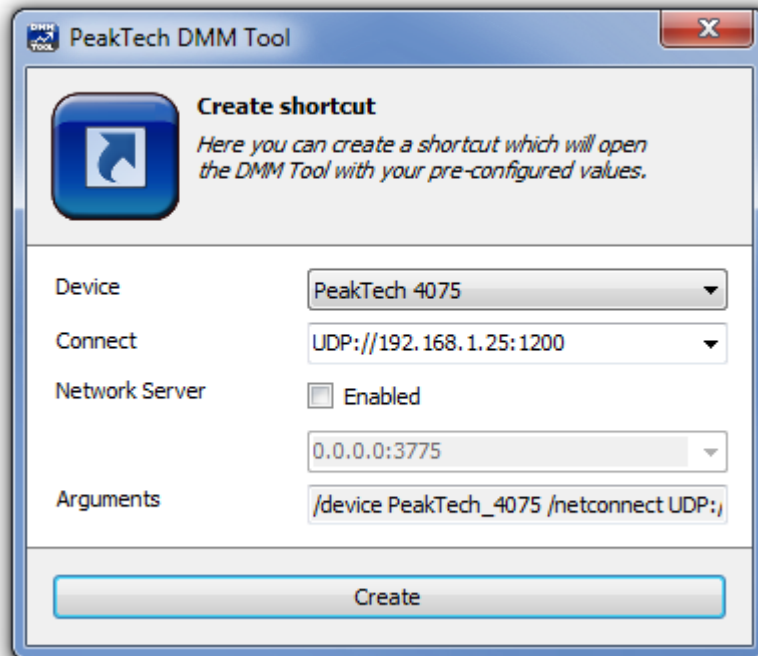 DMM
TOOL
PeakTech DMM Tool
Create shortcut
Here you can create a shortcut which will open
the DMM Tool with your pre-configured values.
Device
PeakTech 4075
Connect
UDP://192.168.1.25:1200
Network Server
Enabled
0.0.0.0:3775
Arguments
/device PeakTech_4075 /netconnect UDP:/
Create